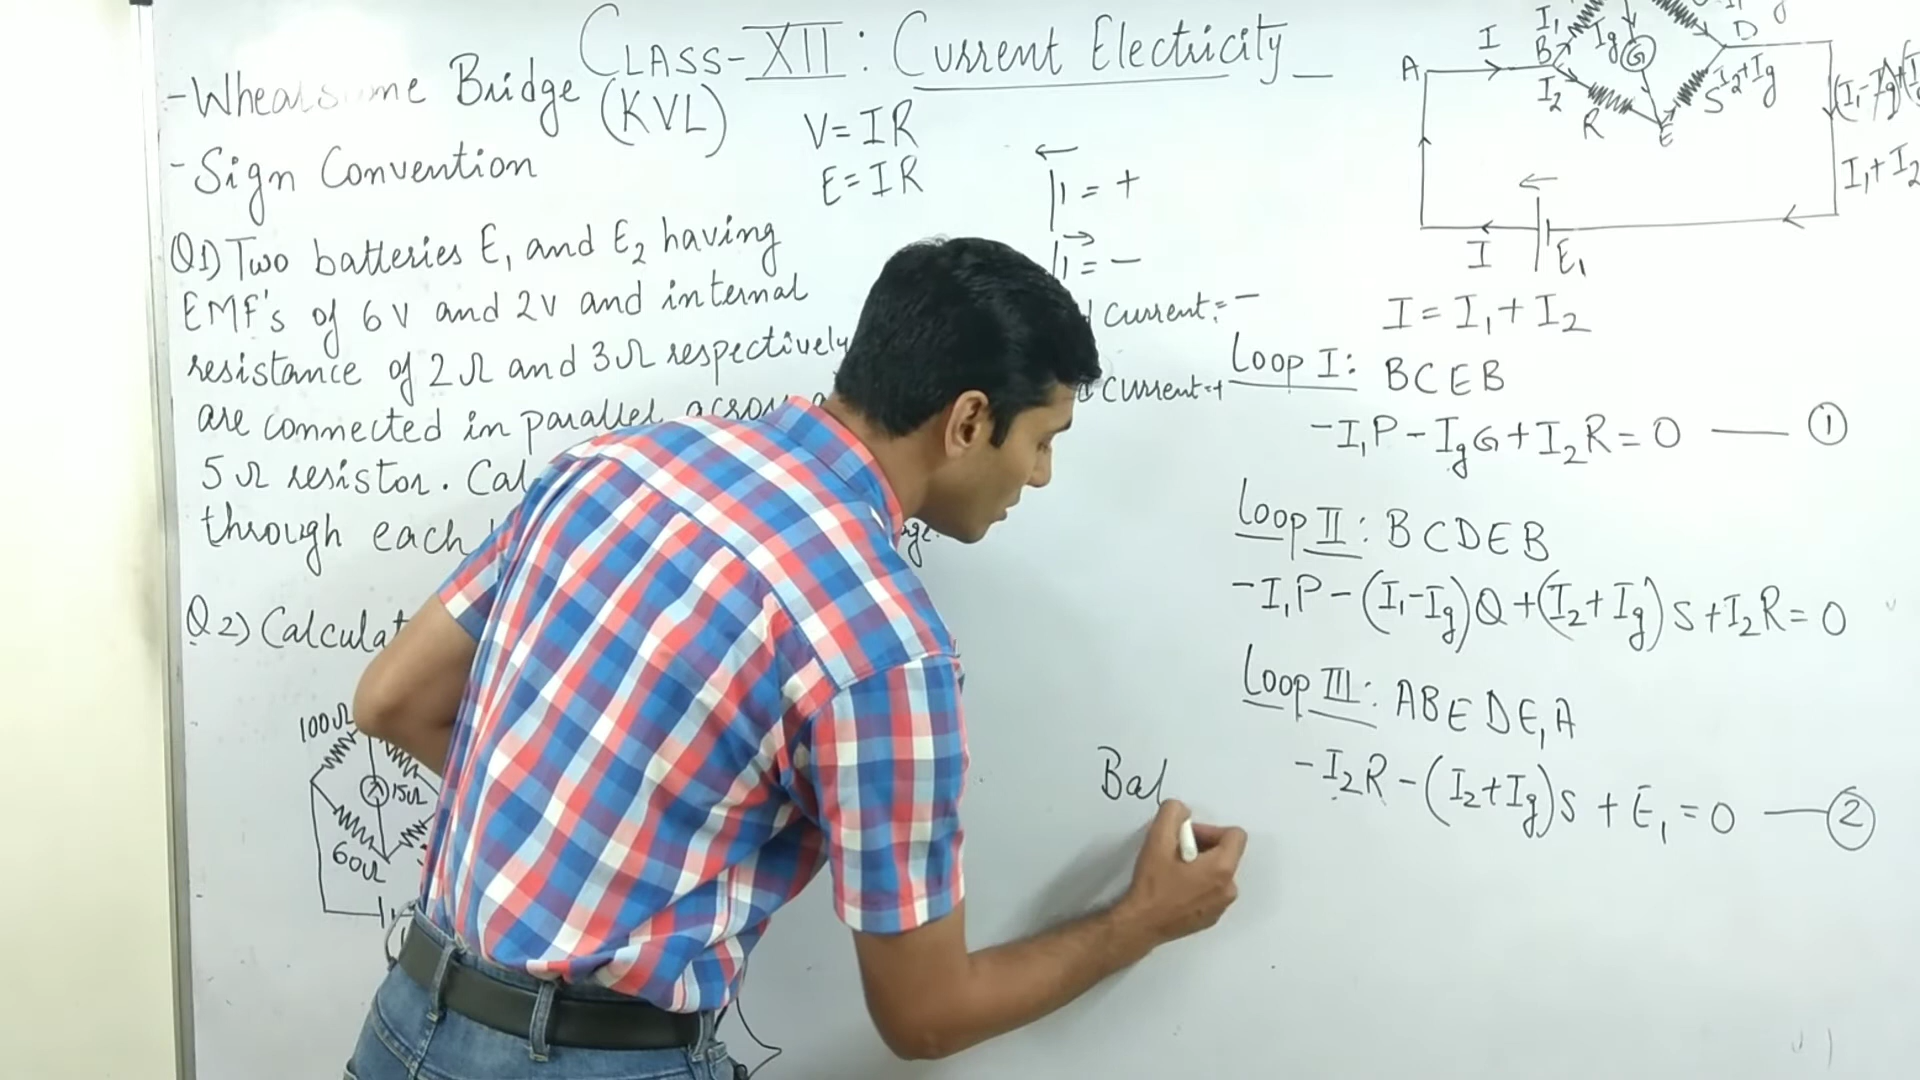 CLASS-XII: Current Electricity
Bridge
(KVL)
- Sign Convention
V=IR
E=IR
= +
= −
Current:= −
Current=+
Q1) Two batteries E₁ and E₂ having
EMF's of 6V and 2V and internal
resistance of 2Ω and 3Ω respectively
are connected in parallel across
5Ω resistor. Cal
through each
Q2) Calculat
100Ω
15Ω
60Ω
A
I
B
I₁
I₂
Ig
G
D
R
E
S
I₂+Ig
I₁+I₂
I
E₁
I = I₁ + I₂
Loop I: BCEB
-I₁P - IgG + I₂R = 0 —— ①
Loop II: BCDEB
-I₁P - (I₁-Ig)Q + (I₂+Ig)S + I₂R = 0
Loop III: ABEDE₁A
-I₂R - (I₂+Ig)S + E₁ = 0 —— ②
Bal